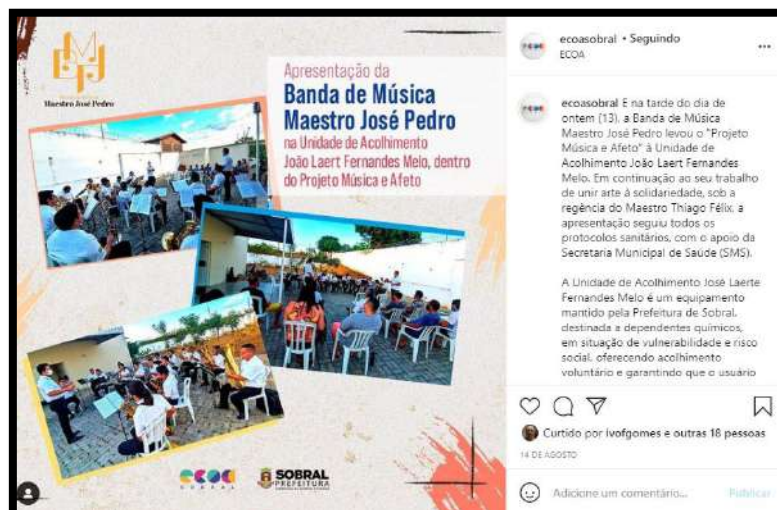 Maestro José Pedro
Apresentação da
Banda de Música
Maestro José Pedro
na Unidade de Acolhimento
João Laert Fernandes Melo, dentro
do Projeto Música e Afeto
ecoa
SOBRAL
SOBRAL
PREFEITURA
ecoasobral • Seguindo
ECOA
ecoasobral E na tarde do dia de
ontem (13), a Banda de Música
Maestro José Pedro levou o "Projeto
Música e Afeto" à Unidade de
Acolhimento João Laert Fernandes
Melo. Em continuação ao seu trabalho
de unir arte à solidariedade, sob a
regência do Maestro Thiago Félix, a
apresentação seguiu todos os
protocolos sanitários, com o apoio da
Secretaria Municipal de Saúde (SMS).
A Unidade de Acolhimento José Laerte
Fernandes Melo é um equipamento
mantido pela Prefeitura de Sobral,
destinada a dependentes químicos,
em situação de vulnerabilidade e risco
social, oferecendo acolhimento
voluntário e garantindo que o usuário
Curtido por ivofgomes e outras 18 pessoas
14 DE AGOSTO
Adicione um comentário...
Publicar